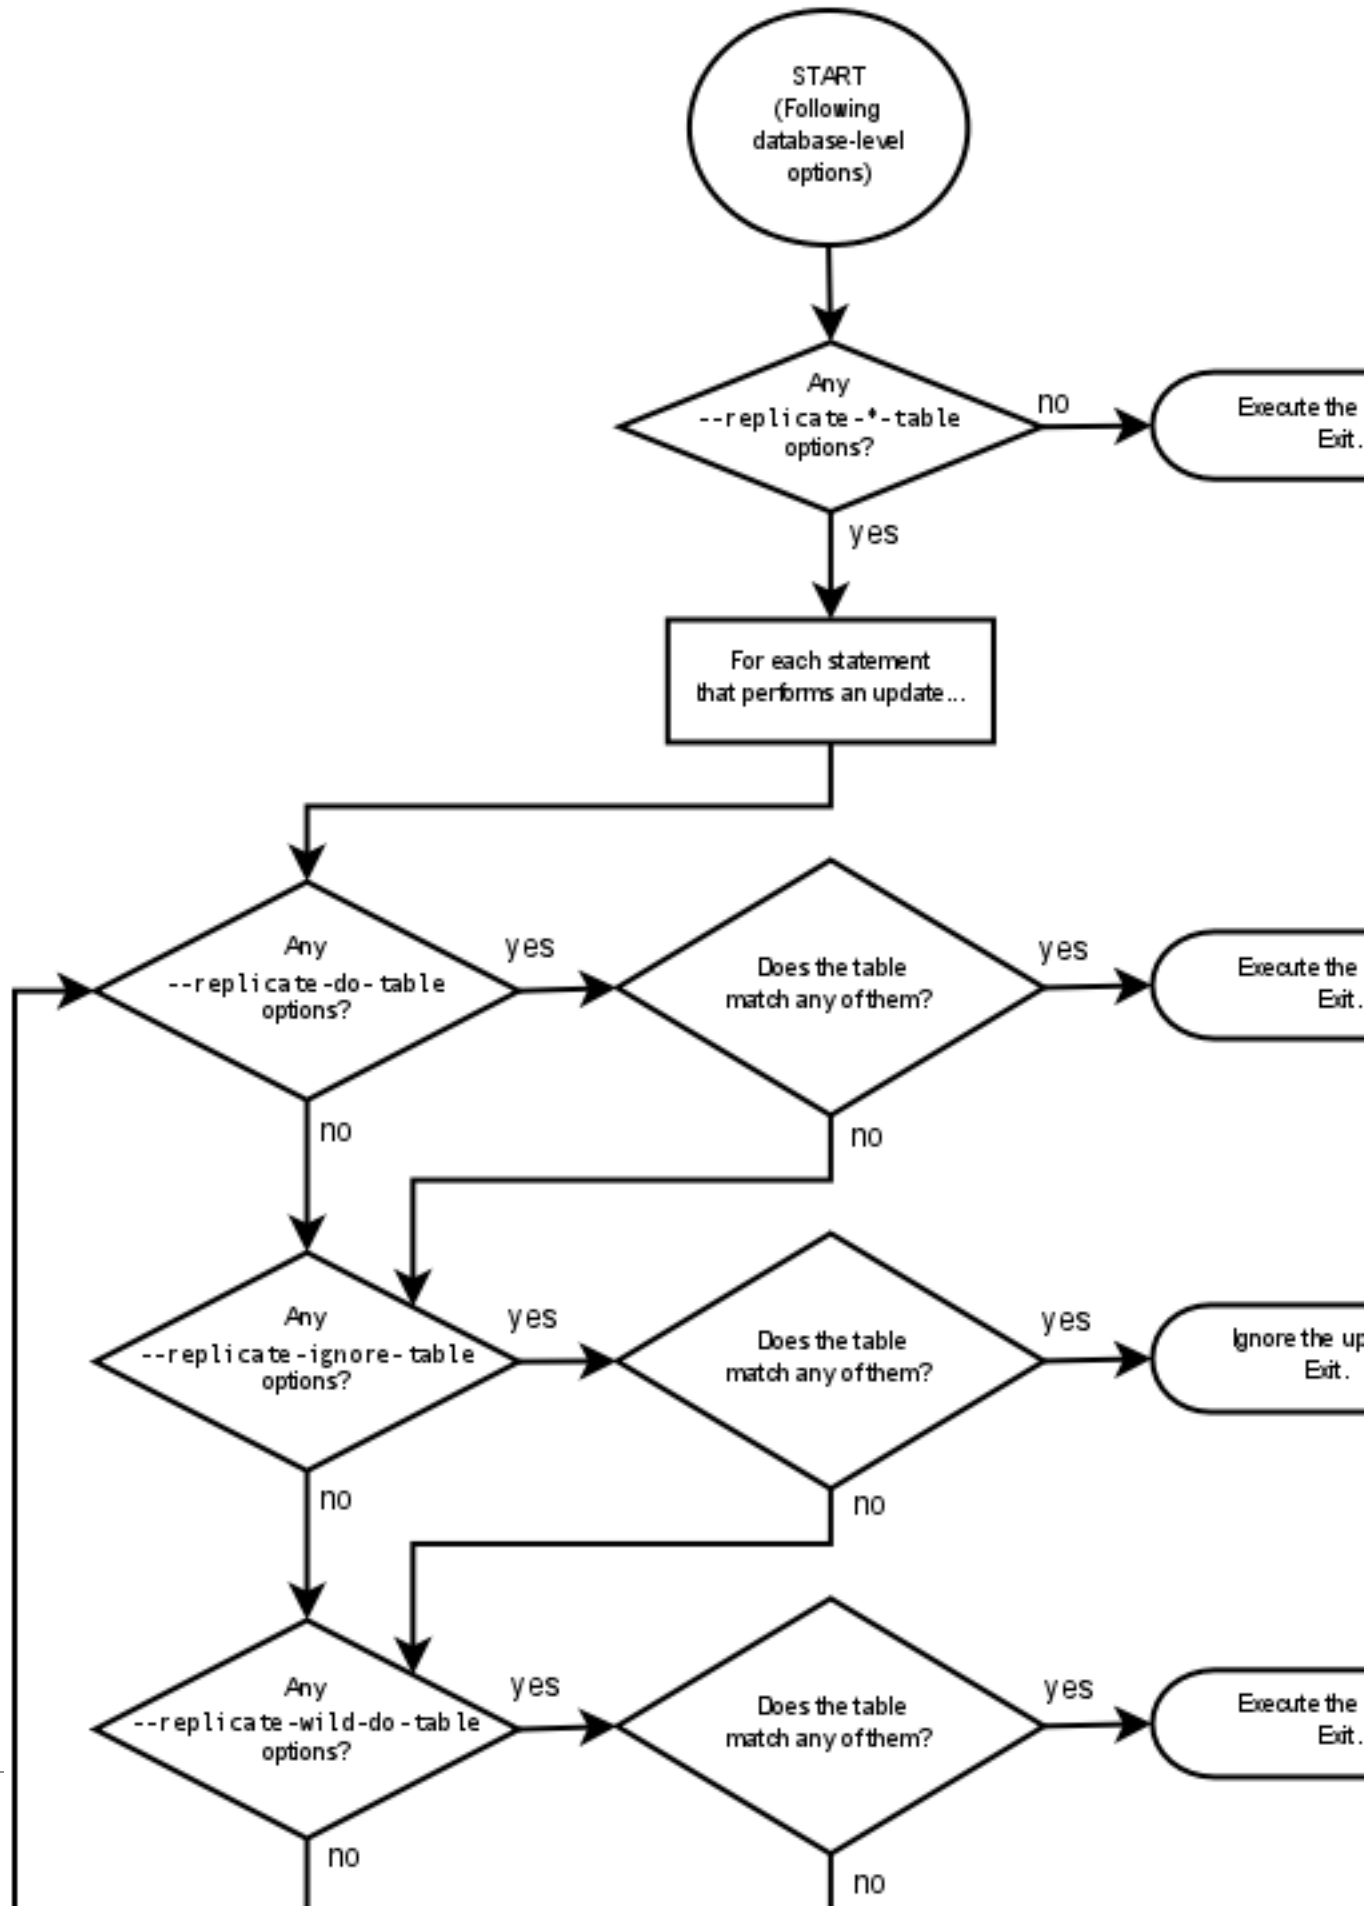 START
(Following
database-level
options)
Any
--replicate-*-table
options?
no
Execute the
Exit.
yes
For each statement
that performs an update...
Any
--replicate-do-table
options?
yes
Does the table
match any of them?
yes
Execute the
Exit.
no
no
Any
--replicate-ignore-table
options?
yes
Does the table
match any of them?
yes
Ignore the up
Exit.
no
no
Any
--replicate-wild-do-table
options?
yes
Does the table
match any of them?
yes
Execute the
Exit.
no
no